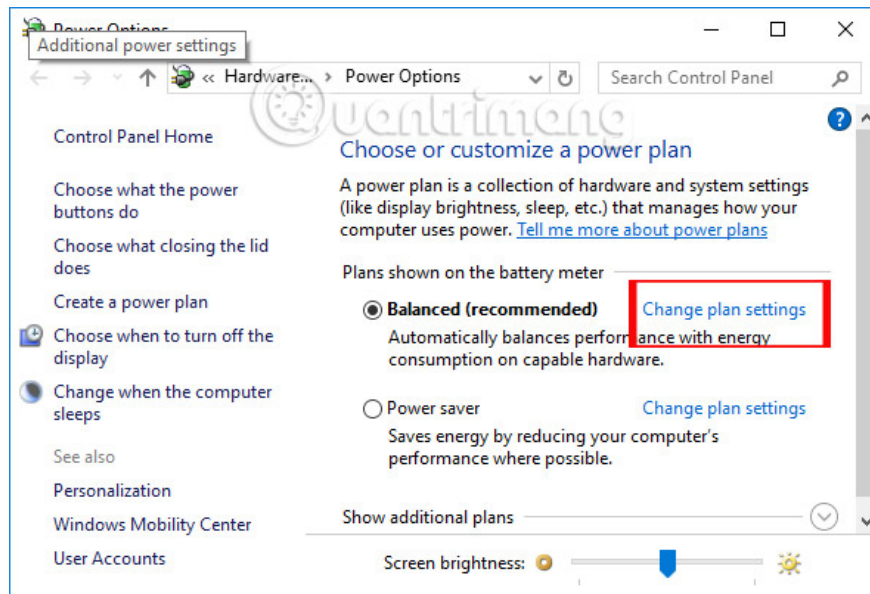 Power Options
Additional power settings
« Hardware... › Power Options
Search Control Panel
Quantrimang
Control Panel Home
Choose what the power
buttons do
Choose what closing the lid
does
Create a power plan
Choose when to turn off the
display
Change when the computer
sleeps
See also
Personalization
Windows Mobility Center
User Accounts
?
Choose or customize a power plan
A power plan is a collection of hardware and system settings
(like display brightness, sleep, etc.) that manages how your
computer uses power. Tell me more about power plans
Plans shown on the battery meter
Balanced (recommended) Change plan settings
Automatically balances performance with energy
consumption on capable hardware.
Power saver Change plan settings
Saves energy by reducing your computer's
performance where possible.
Show additional plans
Screen brightness: